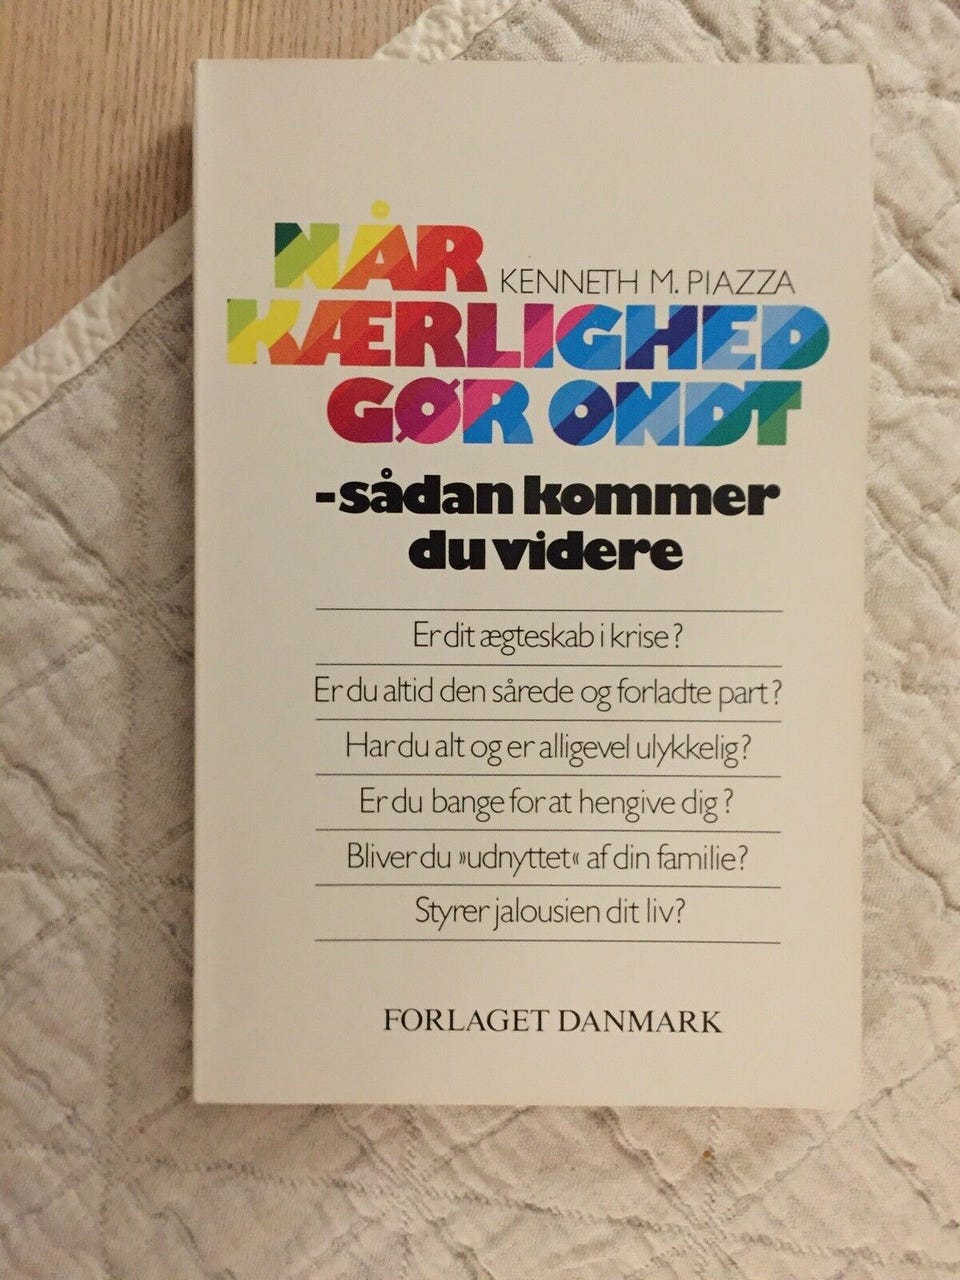 NÅR
KENNETH M. PIAZZA
KÆRLIGHED
GØR ONDT
-sådan kommer
du videre
Er dit ægteskab i krise?
Er du altid den sårede og forladte part?
Har du alt og er alligevel ulykkelig?
Er du bange for at hengive dig?
Bliver du »udnyttet« af din familie?
Styrer jalousien dit liv?
FORLAGET DANMARK